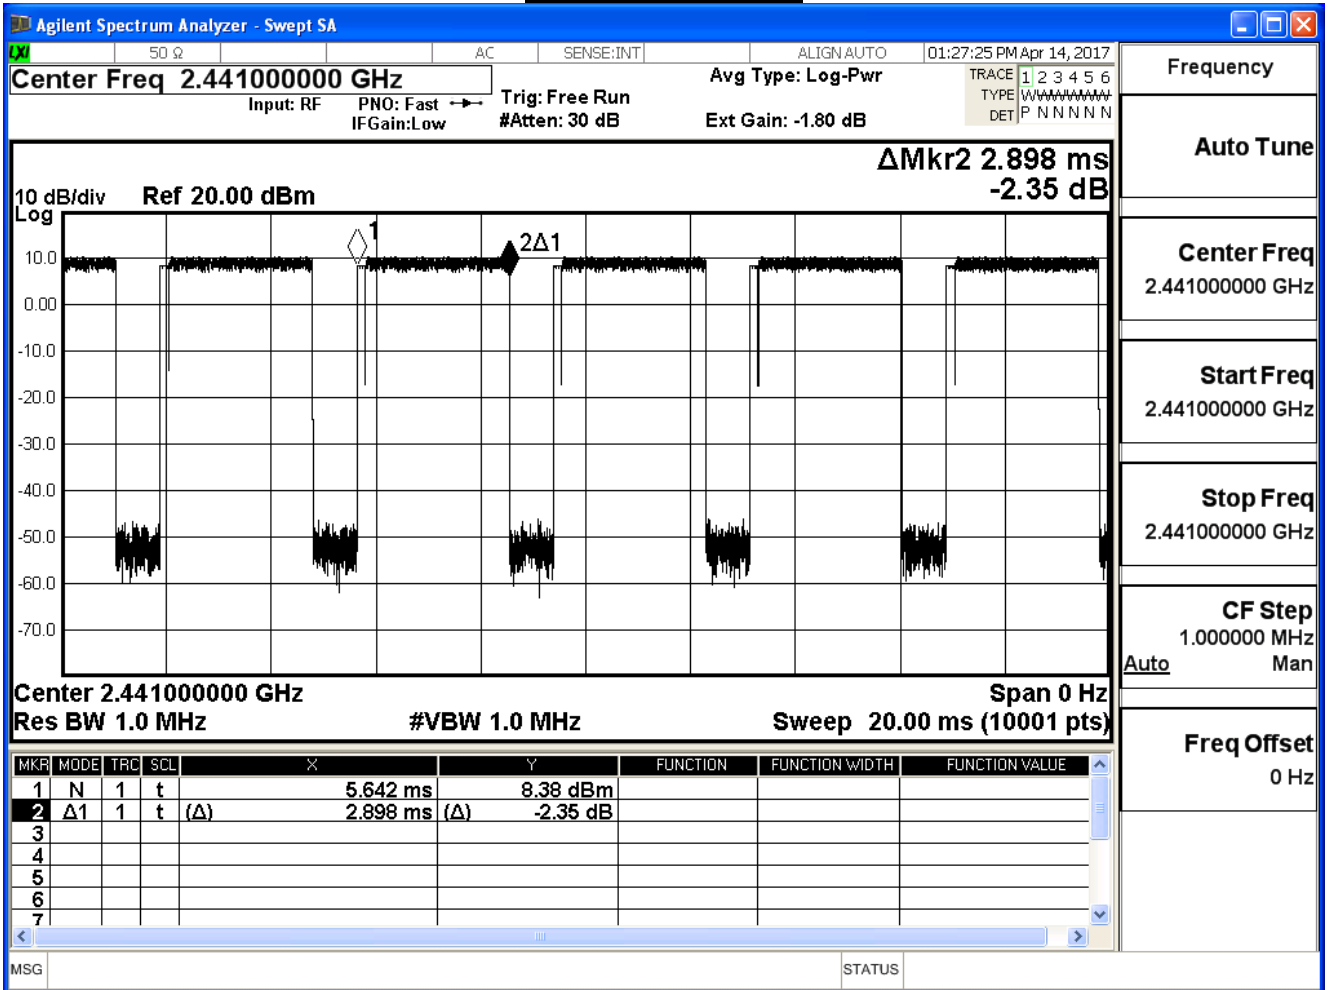 Agilent Spectrum Analyzer - Swept SA
LXI
50 Ω
AC
SENSE:INT
ALIGN AUTO
01:27:25 PM Apr 14, 2017
Center Freq 2.441000000 GHz
Input: RF
PNO: Fast
IFGain:Low
Trig: Free Run
#Atten: 30 dB
Avg Type: Log-Pwr
Ext Gain: -1.80 dB
TRACE 1 2 3 4 5 6
TYPE W W W W W W
DET P N N N N N
ΔMkr2 2.898 ms
-2.35 dB
10 dB/div
Log
Ref 20.00 dBm
1
2Δ1
10.0
0.00
-10.0
-20.0
-30.0
-40.0
-50.0
-60.0
-70.0
Center 2.441000000 GHz
Span 0 Hz
Res BW 1.0 MHz
#VBW 1.0 MHz
Sweep 20.00 ms (10001 pts)
MKR MODE TRC SCL X Y FUNCTION FUNCTION WIDTH FUNCTION VALUE
1 N 1 t 5.642 ms 8.38 dBm
2 Δ1 1 t (Δ) 2.898 ms (Δ) -2.35 dB
3
4
5
6
7
MSG
STATUS
Frequency
Auto Tune
Center Freq
2.441000000 GHz
Start Freq
2.441000000 GHz
Stop Freq
2.441000000 GHz
CF Step
1.000000 MHz
Auto Man
Freq Offset
0 Hz